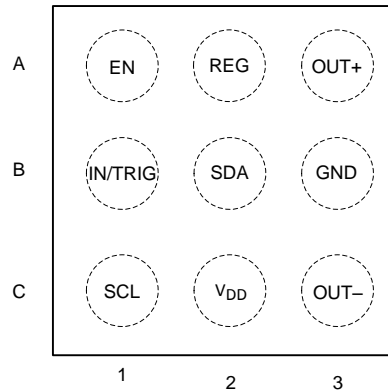 A EN REG OUT+
B IN/TRIG SDA GND
C SCL VDD OUT–
1 2 3